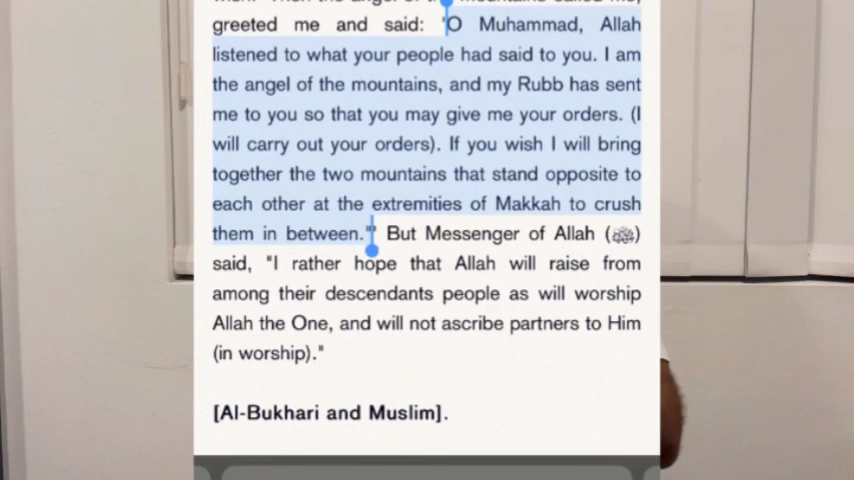 greeted me and said: 'O Muhammad, Allah
listened to what your people had said to you. I am
the angel of the mountains, and my Rubb has sent
me to you so that you may give me your orders. (I
will carry out your orders). If you wish I will bring
together the two mountains that stand opposite to
each other at the extremities of Makkah to crush
them in between."' But Messenger of Allah (ﷺ)
said, "I rather hope that Allah will raise from
among their descendants people as will worship
Allah the One, and will not ascribe partners to Him
(in worship)."
[Al-Bukhari and Muslim].